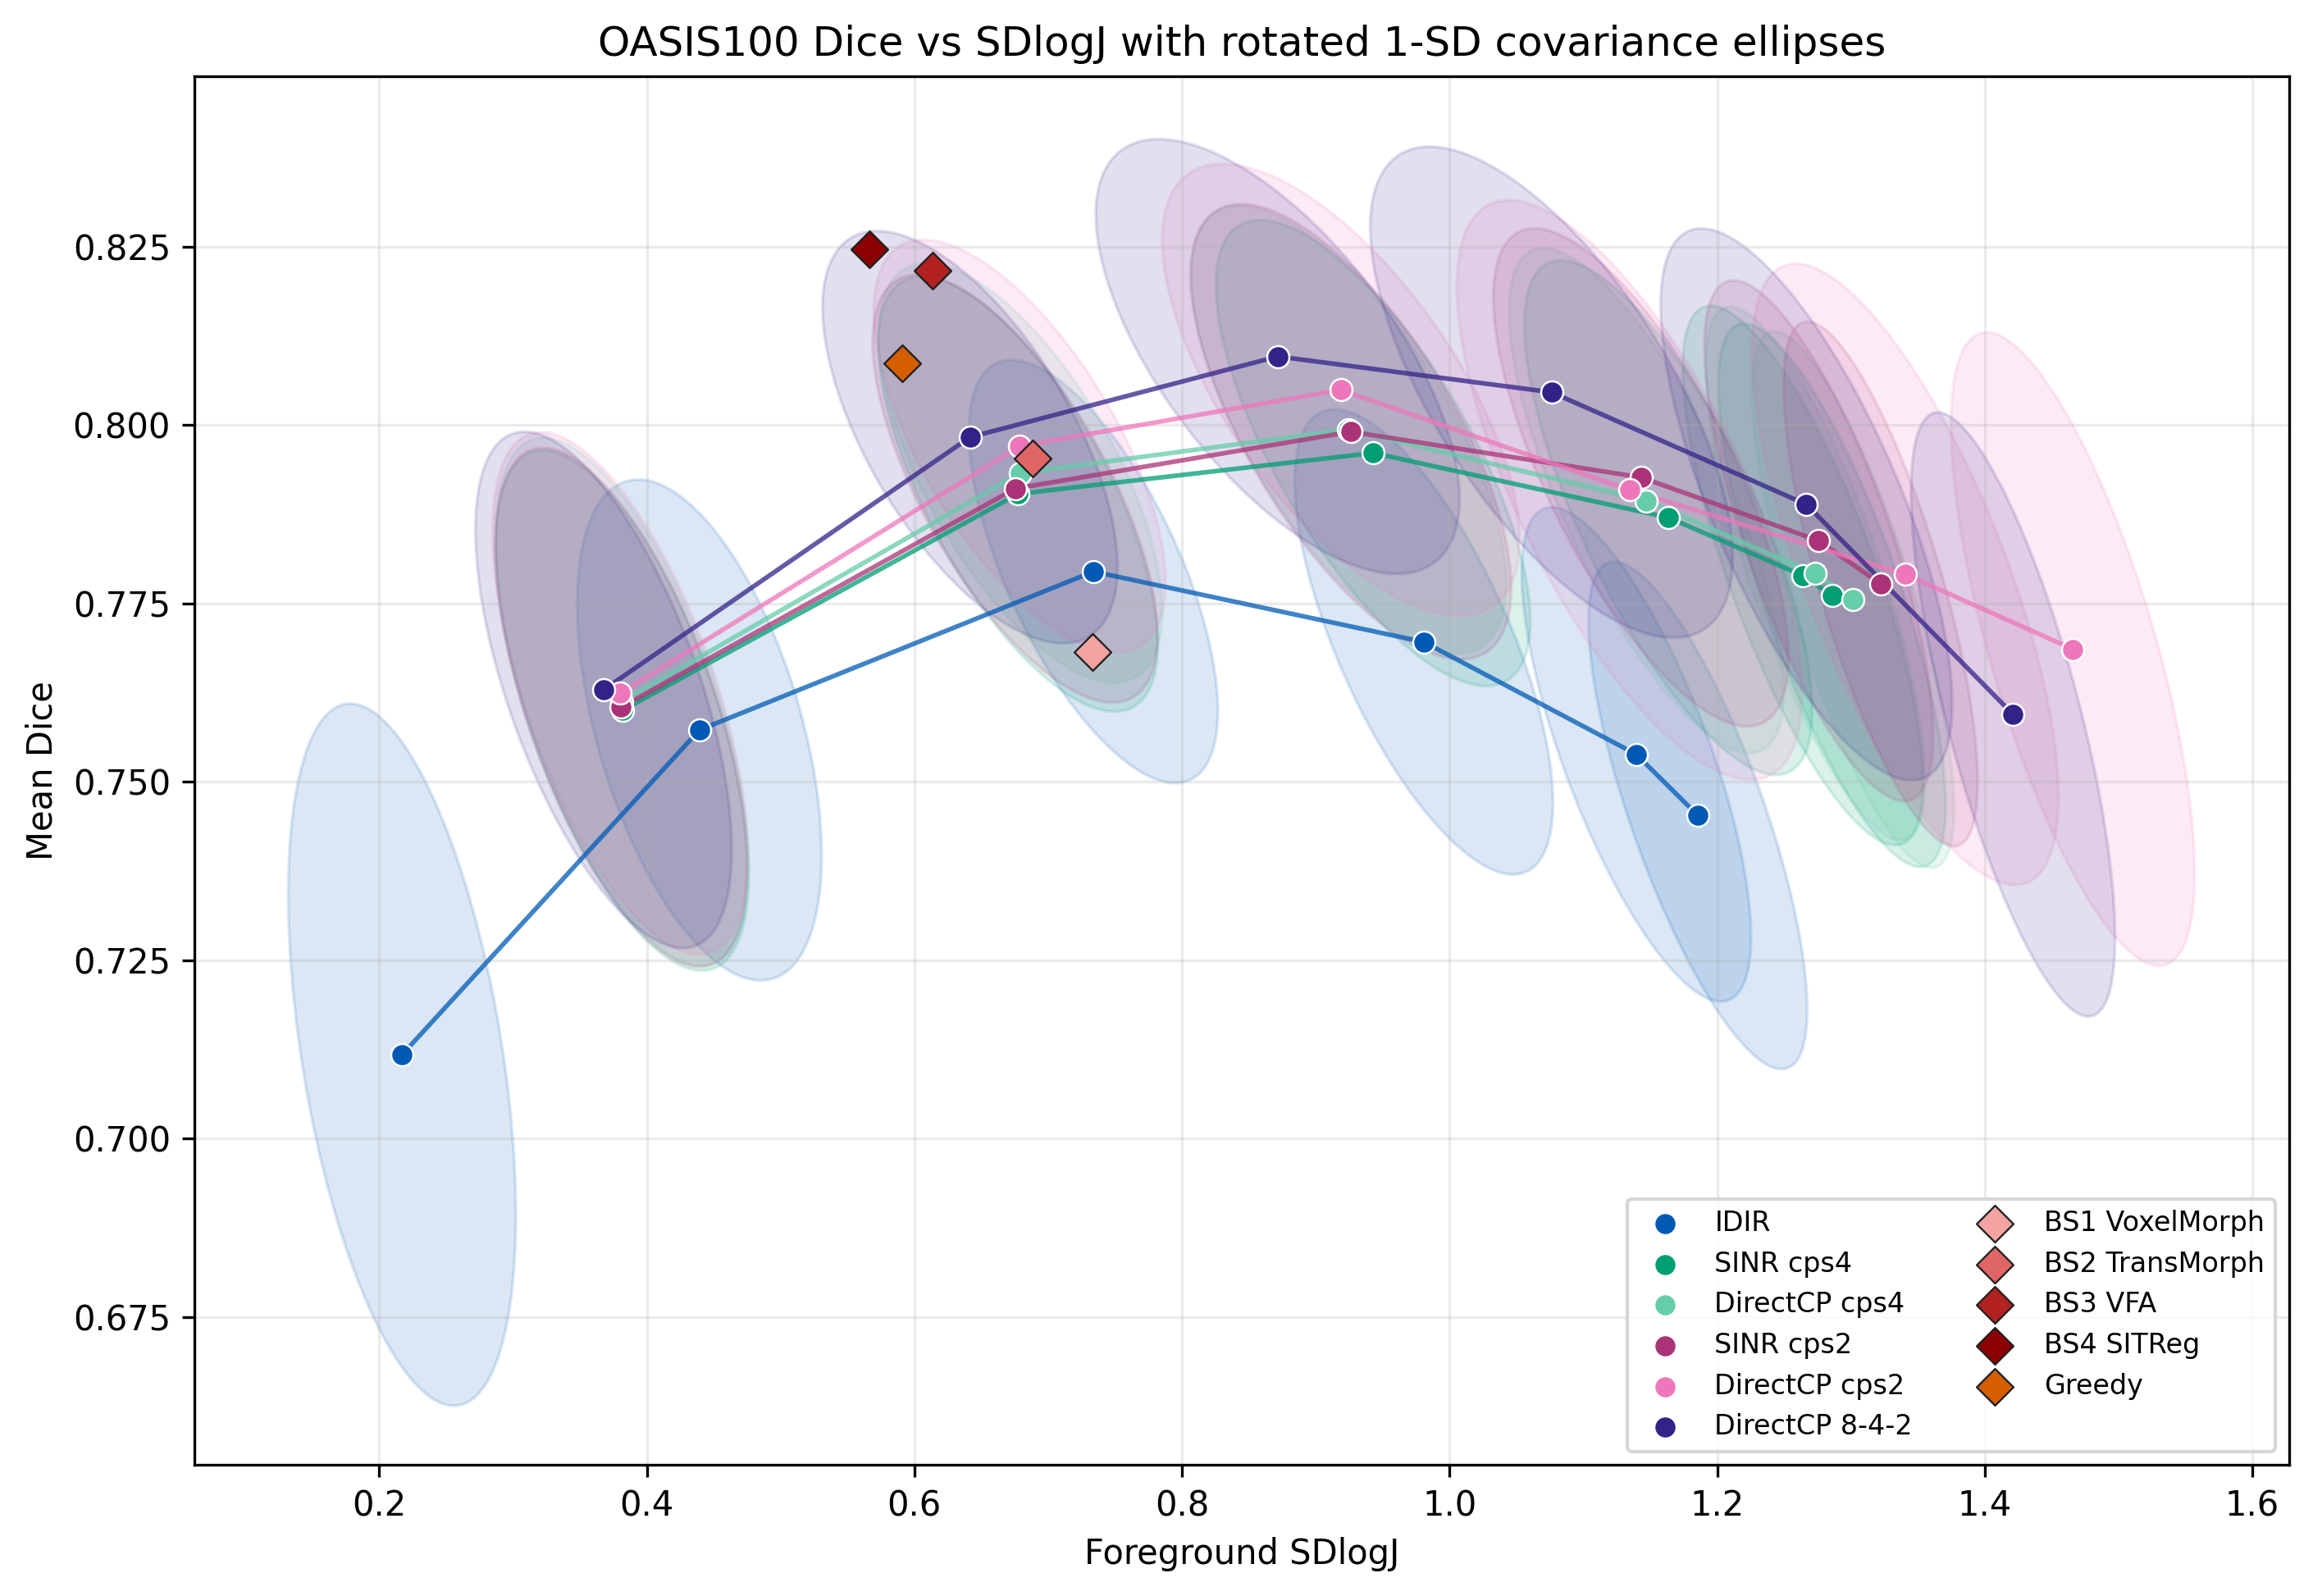 OASIS100 Dice vs SDlogJ with rotated 1-SD covariance ellipses
Mean Dice
0.825
0.800
0.775
0.750
0.725
0.700
0.675
0.2 0.4 0.6 0.8 1.0 1.2 1.4 1.6
Foreground SDlogJ
IDIR
SINR cps4
DirectCP cps4
SINR cps2
DirectCP cps2
DirectCP 8-4-2
BS1 VoxelMorph
BS2 TransMorph
BS3 VFA
BS4 SITReg
Greedy